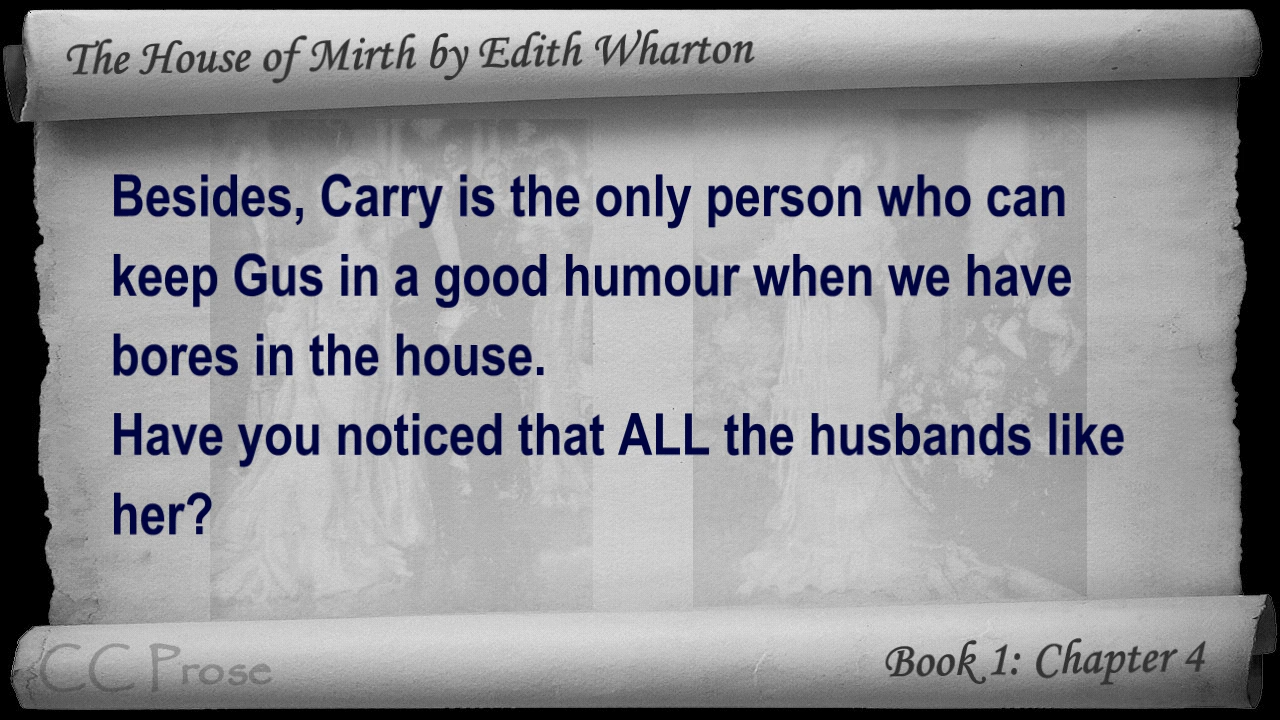 The House of Mirth by Edith Wharton
Besides, Carry is the only person who can
keep Gus in a good humour when we have
bores in the house.
Have you noticed that ALL the husbands like
her?
CC Prose
Book 1: Chapter 4